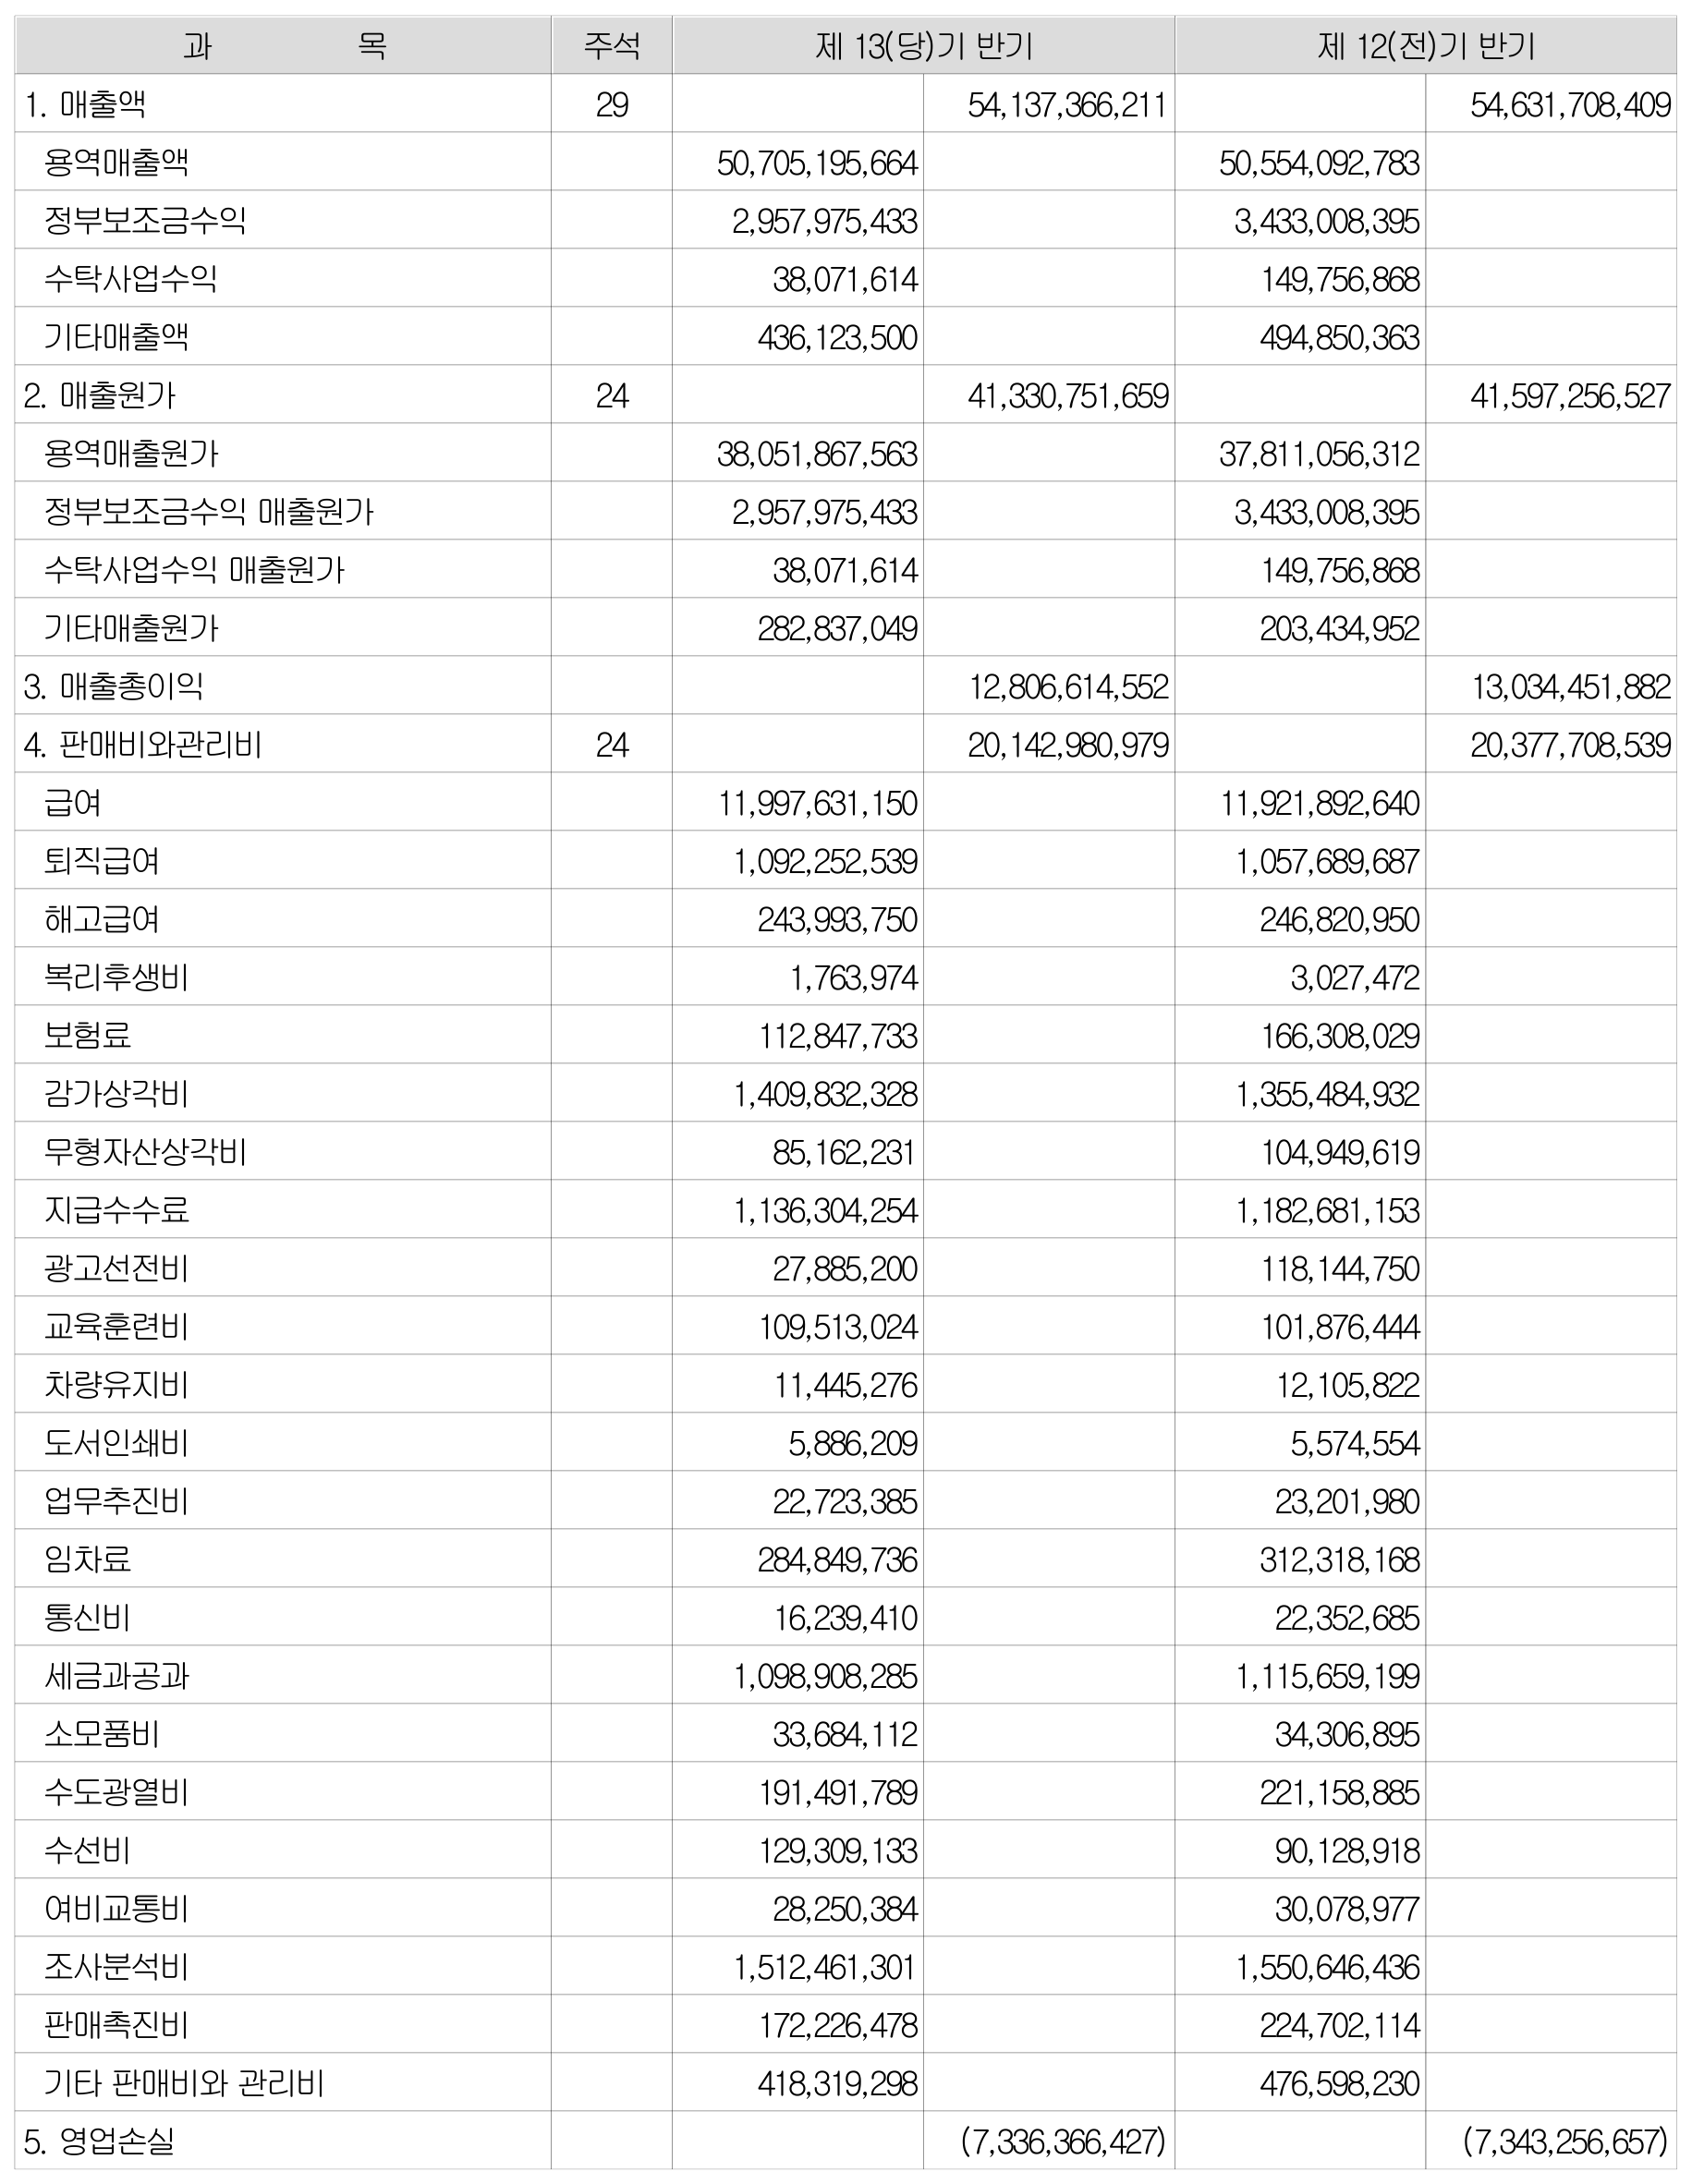 과 목 주석 제 13(당)기 반기 제 12(전)기 반기
1. 매출액 29 54,137,366,211 54,631,708,409
용역매출액 50,705,195,664 50,554,092,783
정부보조금수익 2,957,975,433 3,433,008,395
수탁사업수익 38,071,614 149,756,868
기타매출액 436,123,500 494,850,363
2. 매출원가 24 41,330,751,659 41,597,256,527
용역매출원가 38,051,867,563 37,811,056,312
정부보조금수익 매출원가 2,957,975,433 3,433,008,395
수탁사업수익 매출원가 38,071,614 149,756,868
기타매출원가 282,837,049 203,434,952
3. 매출총이익 12,806,614,552 13,034,451,882
4. 판매비와관리비 24 20,142,980,979 20,377,708,539
급여 11,997,631,150 11,921,892,640
퇴직급여 1,092,252,539 1,057,689,687
해고급여 243,993,750 246,820,950
복리후생비 1,763,974 3,027,472
보험료 112,847,733 166,308,029
감가상각비 1,409,832,328 1,355,484,932
무형자산상각비 85,162,231 104,949,619
지급수수료 1,136,304,254 1,182,681,153
광고선전비 27,885,200 118,144,750
교육훈련비 109,513,024 101,876,444
차량유지비 11,445,276 12,105,822
도서인쇄비 5,886,209 5,574,554
업무추진비 22,723,385 23,201,980
임차료 284,849,736 312,318,168
통신비 16,239,410 22,352,685
세금과공과 1,098,908,285 1,115,659,199
소모품비 33,684,112 34,306,895
수도광열비 191,491,789 221,158,885
수선비 129,309,133 90,128,918
여비교통비 28,250,384 30,078,977
조사분석비 1,512,461,301 1,550,646,436
판매촉진비 172,226,478 224,702,114
기타 판매비와 관리비 418,319,298 476,598,230
5. 영업손실 (7,336,366,427) (7,343,256,657)